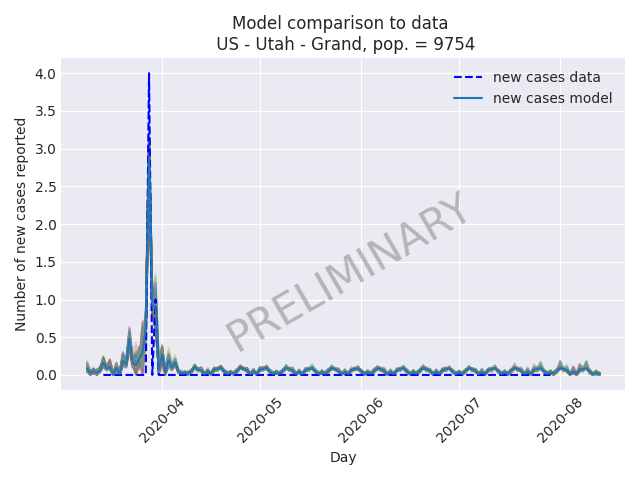 Model comparison to data
US - Utah - Grand, pop. = 9754
4.0
3.5
3.0
2.5
2.0
1.5
1.0
0.5
0.0
Number of new cases reported
new cases data
new cases model
PRELIMINARY
2020-04
2020-05
2020-06
2020-07
2020-08
Day